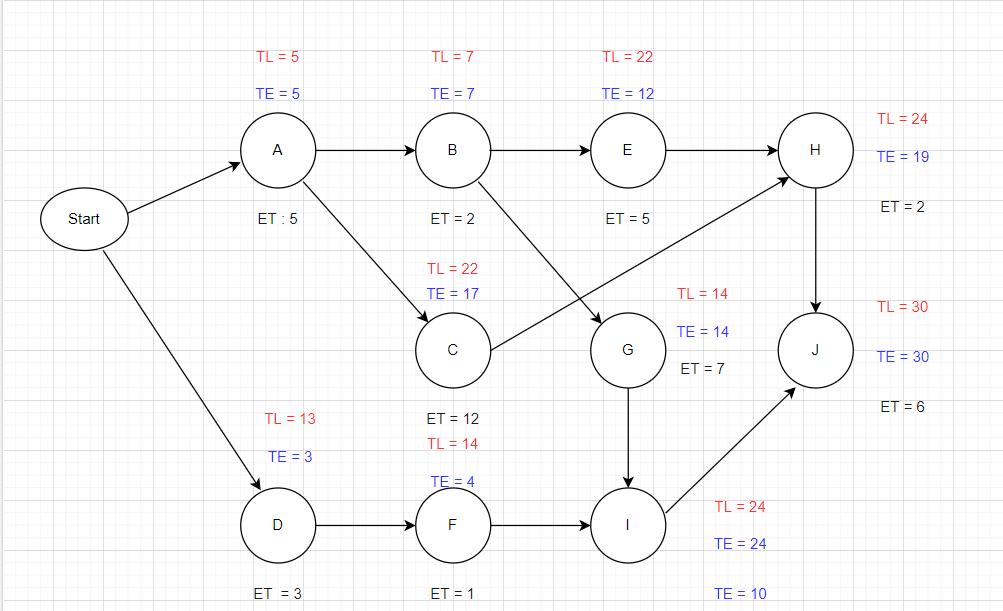 TL = 5
TL = 7
TL = 22
TE = 5
TE = 7
TE = 12
TL = 24
A
B
E
H
TE = 19
ET = 2
Start
ET : 5
ET = 2
ET = 5
TL = 22
TE = 17
TL = 14
TL = 30
TE = 14
C
G
J
TE = 30
ET = 7
ET = 6
TL = 13
ET = 12
TL = 14
TE = 3
TE = 4
TL = 24
D
F
I
TE = 24
ET = 3
ET = 1
TE = 10